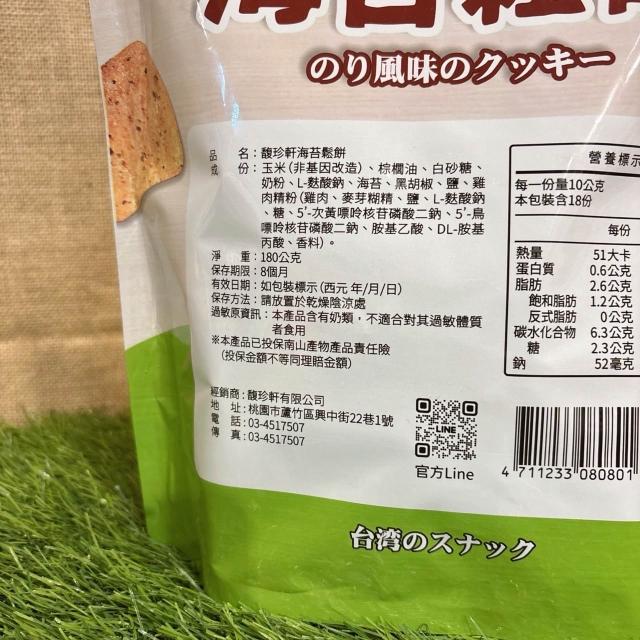 海苔鬆餅
のり風味のクッキー
品　名：馥珍軒海苔鬆餅
成　份：玉米(非基因改造)、棕櫚油、白砂糖、
奶粉、L-麩酸鈉、海苔、黑胡椒、鹽、雞
肉精粉(雞肉、麥芽糊精、鹽、L-麩酸鈉
、糖、5'-次黃嘌呤核苷磷酸二鈉、5'-鳥
嘌呤核苷磷酸二鈉、胺基乙酸、DL-胺基
丙酸、香料)。
淨　重：180公克
保存期限：8個月
有效日期：如包裝標示(西元 年/月/日)
保存方法：請放置於乾燥陰涼處
過敏原資訊：本產品含有奶類，不適合對其過敏體質
者食用
※本產品已投保南山產物產品責任險
(投保金額不等同理賠金額)
經銷商：馥珍軒有限公司
地　址：桃園市蘆竹區興中街22巷1號
電　話：03-4517507
傳　真：03-4517507
LINE
官方Line
營養標示
每一份量10公克
本包裝含18份
每份
熱量 51大卡
蛋白質 0.6公克
脂肪 2.6公克
飽和脂肪 1.2公克
反式脂肪 0公克
碳水化合物 6.3公克
糖 2.3公克
鈉 52毫克
4 711233 080801
台湾のスナック